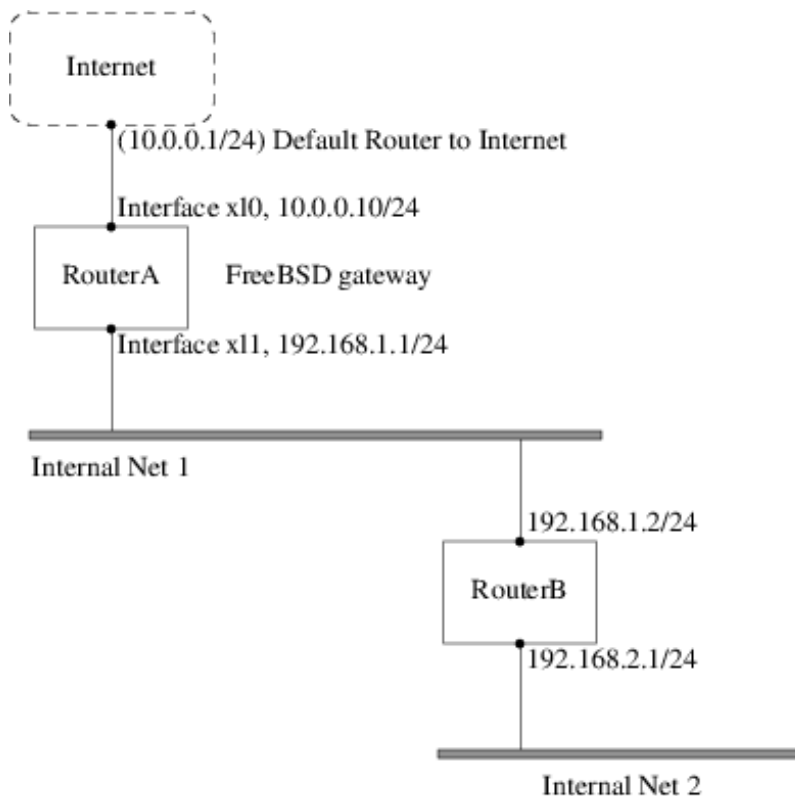 Internet
(10.0.0.1/24) Default Router to Internet
Interface xl0, 10.0.0.10/24
RouterA
FreeBSD gateway
Interface xl1, 192.168.1.1/24
Internal Net 1
192.168.1.2/24
RouterB
192.168.2.1/24
Internal Net 2